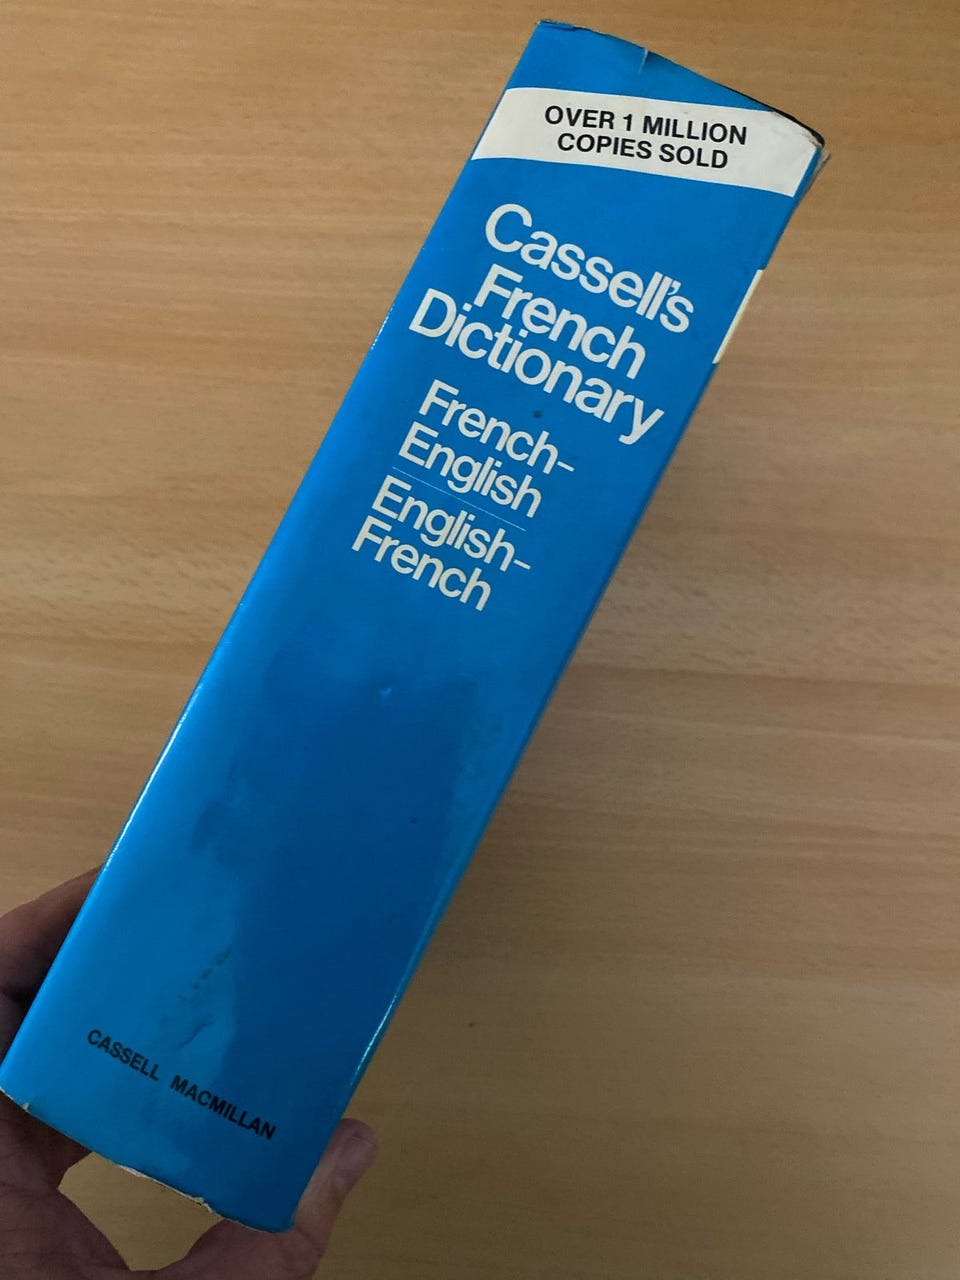 OVER 1 MILLION
COPIES SOLD
Cassell's
French
Dictionary
French-
English
English-
French
CASSELL MACMILLAN